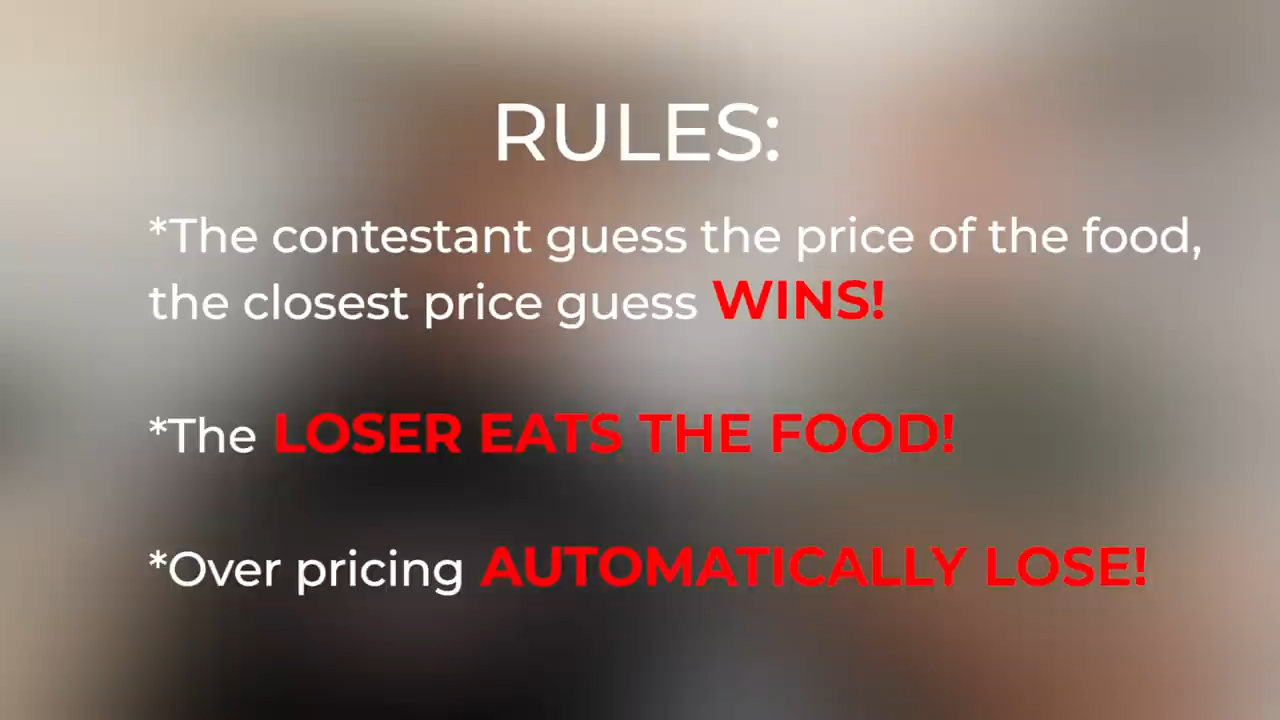 RULES:
*The contestant guess the price of the food,
the closest price guess WINS!
*The LOSER EATS THE FOOD!
*Over pricing AUTOMATICALLY LOSE!